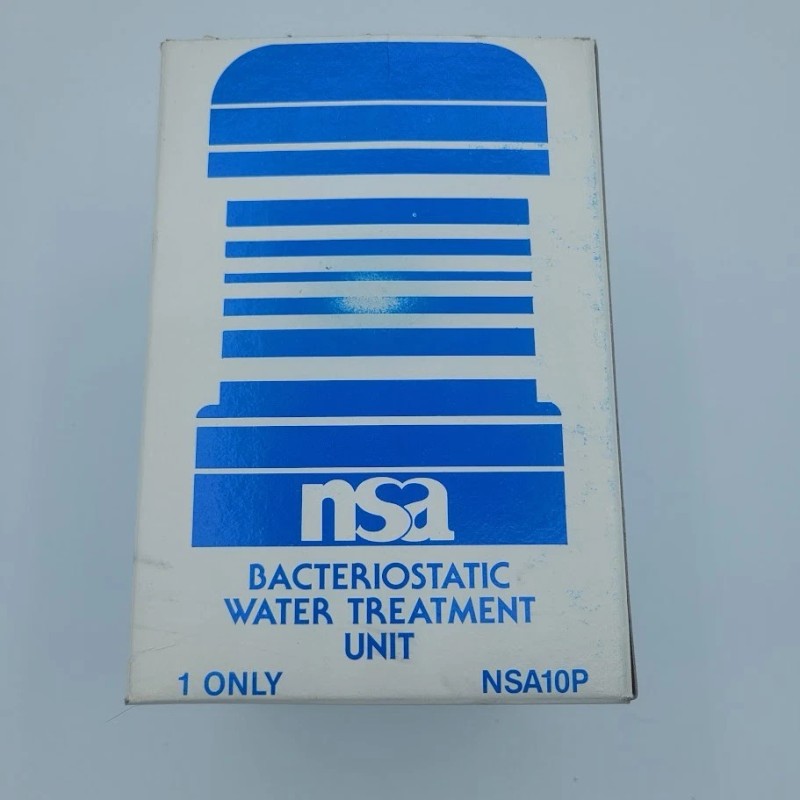 nsa
BACTERIOSTATIC
WATER TREATMENT
UNIT
1 ONLY NSA10P